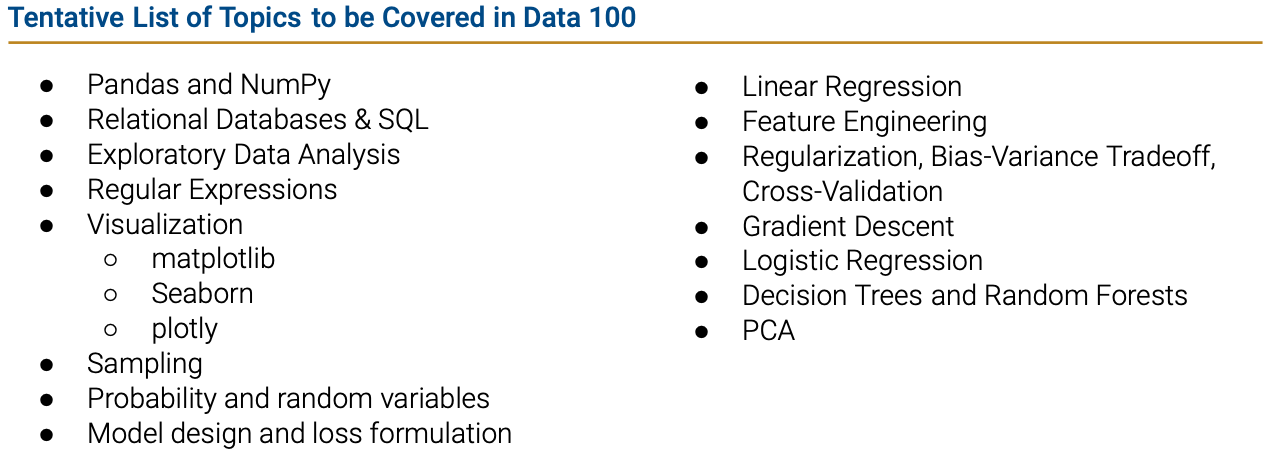 Tentative List of Topics to be Covered in Data 100
● Pandas and NumPy
● Relational Databases & SQL
● Exploratory Data Analysis
● Regular Expressions
● Visualization
○ matplotlib
○ Seaborn
○ plotly
● Sampling
● Probability and random variables
● Model design and loss formulation
● Linear Regression
● Feature Engineering
● Regularization, Bias-Variance Tradeoff,
Cross-Validation
● Gradient Descent
● Logistic Regression
● Decision Trees and Random Forests
● PCA